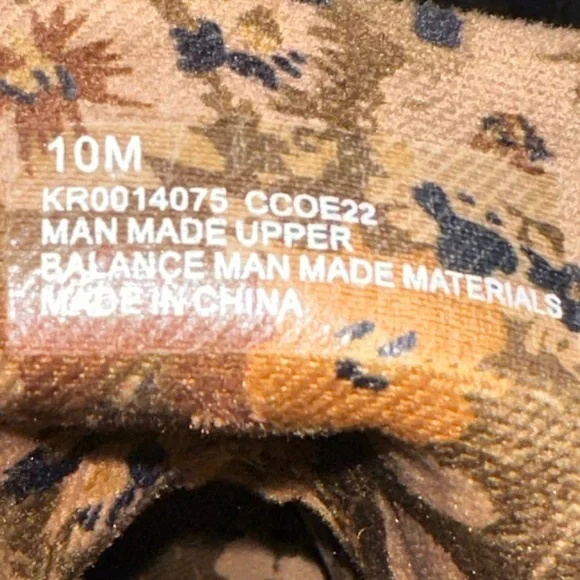 10M
KR0014075 CCOE22
MAN MADE UPPER
BALANCE MAN MADE MATERIALS
MADE IN CHINA